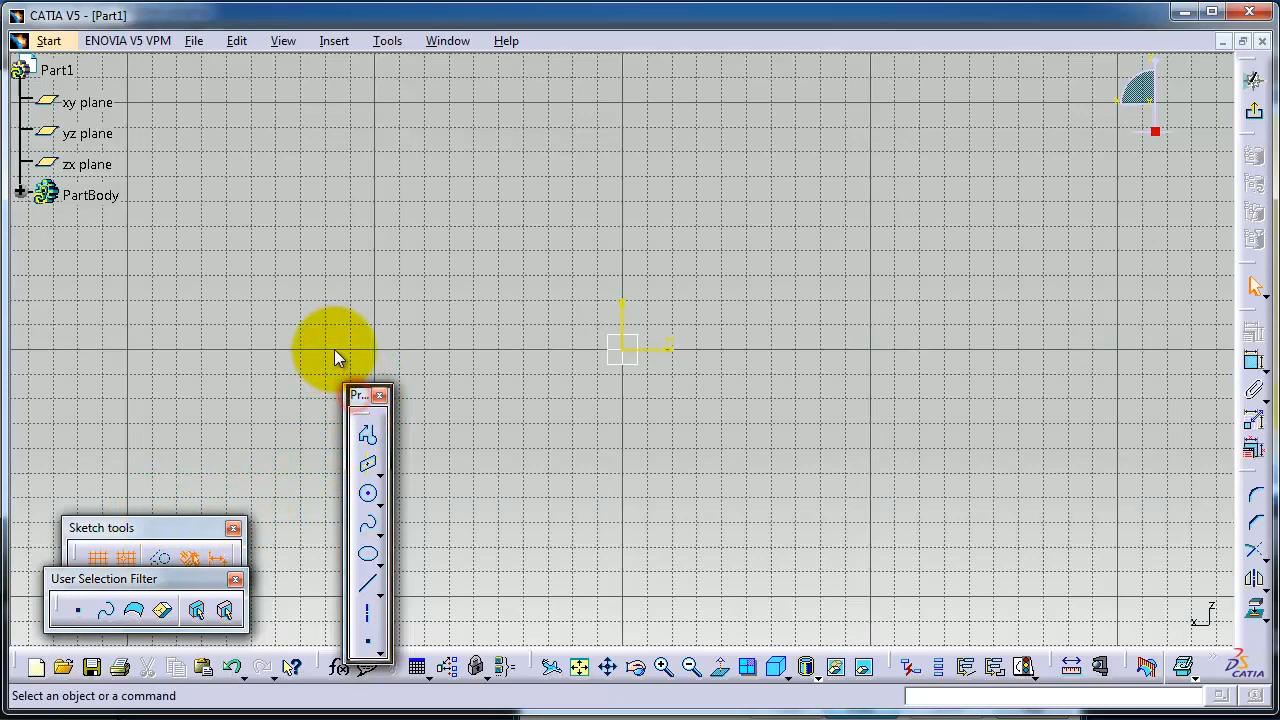 CATIA V5 - [Part1]
Start ENOVIA V5 VPM File Edit View Insert Tools Window Help
Part1
xy plane
yz plane
zx plane
PartBody
Pr...
Sketch tools
User Selection Filter
f(x)
z
x
Select an object or a command
CATIA